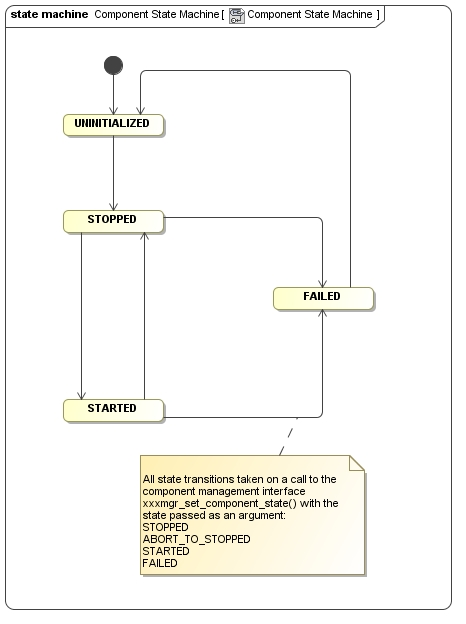 state machine Component State Machine [ Component State Machine ]
UNINITIALIZED
STOPPED
FAILED
STARTED
All state transitions taken on a call to the
component management interface
xxxmgr_set_component_state() with the
state passed as an argument:
STOPPED
ABORT_TO_STOPPED
STARTED
FAILED